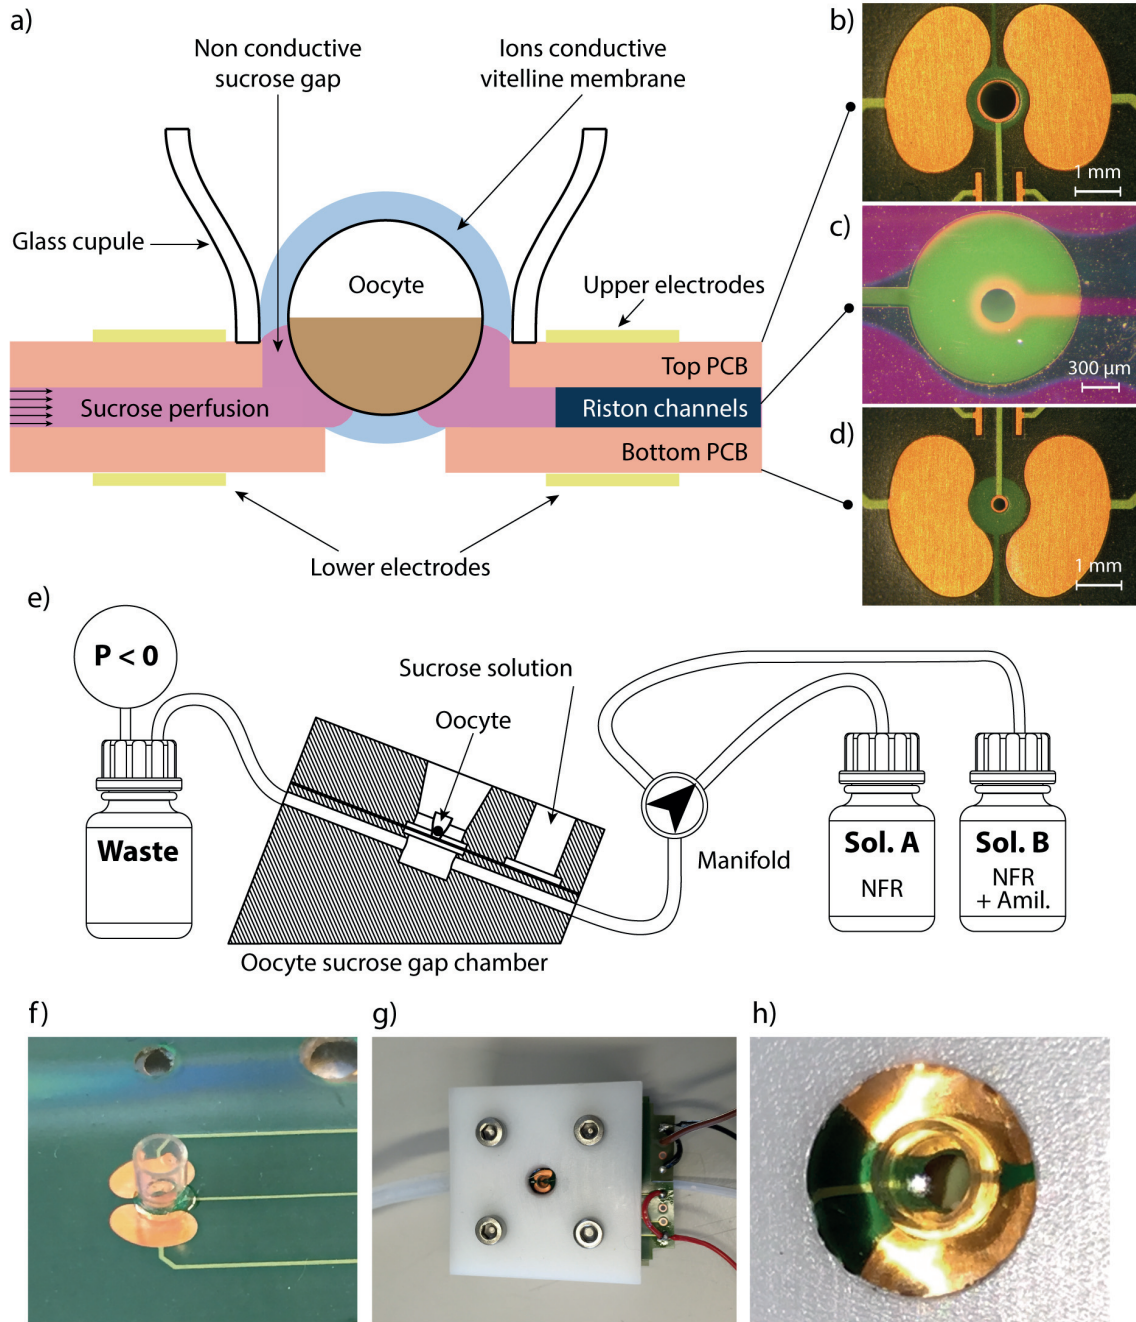 a)
Non conductive
sucrose gap
Ions conductive
vitelline membrane
Glass cupule
Oocyte
Upper electrodes
Top PCB
Sucrose perfusion
Riston channels
Bottom PCB
Lower electrodes
b)
1 mm
c)
300 µm
d)
1 mm
e)
P < 0
Waste
Sucrose solution
Oocyte
Manifold
Sol. A
NFR
Sol. B
NFR
+ Amil.
Oocyte sucrose gap chamber
f)
g)
h)